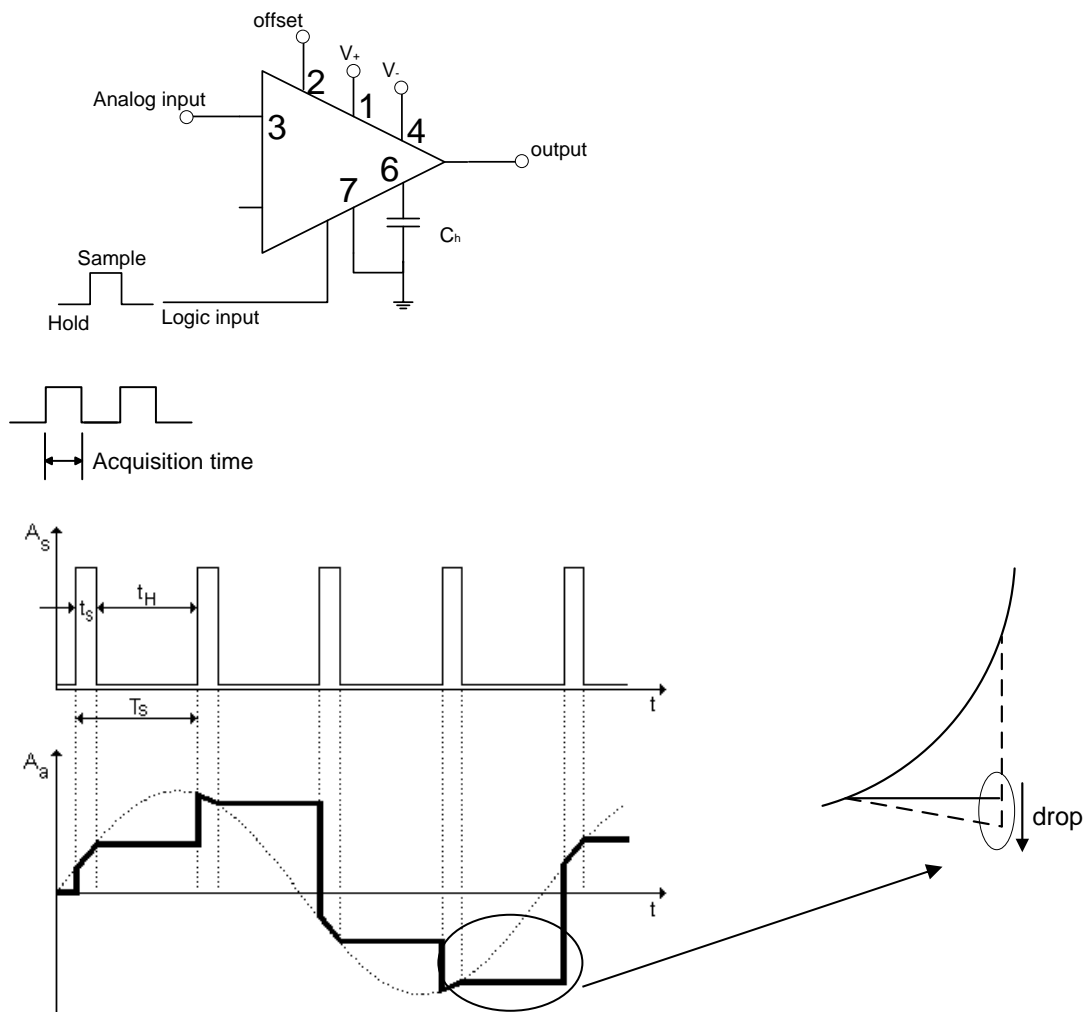 offset
V+
V-
2
1
Analog input
3
4
output
6
7
Ch
Sample
Hold
Logic input
Acquisition time
As
ts
tH
Ts
t
Aa
drop
t